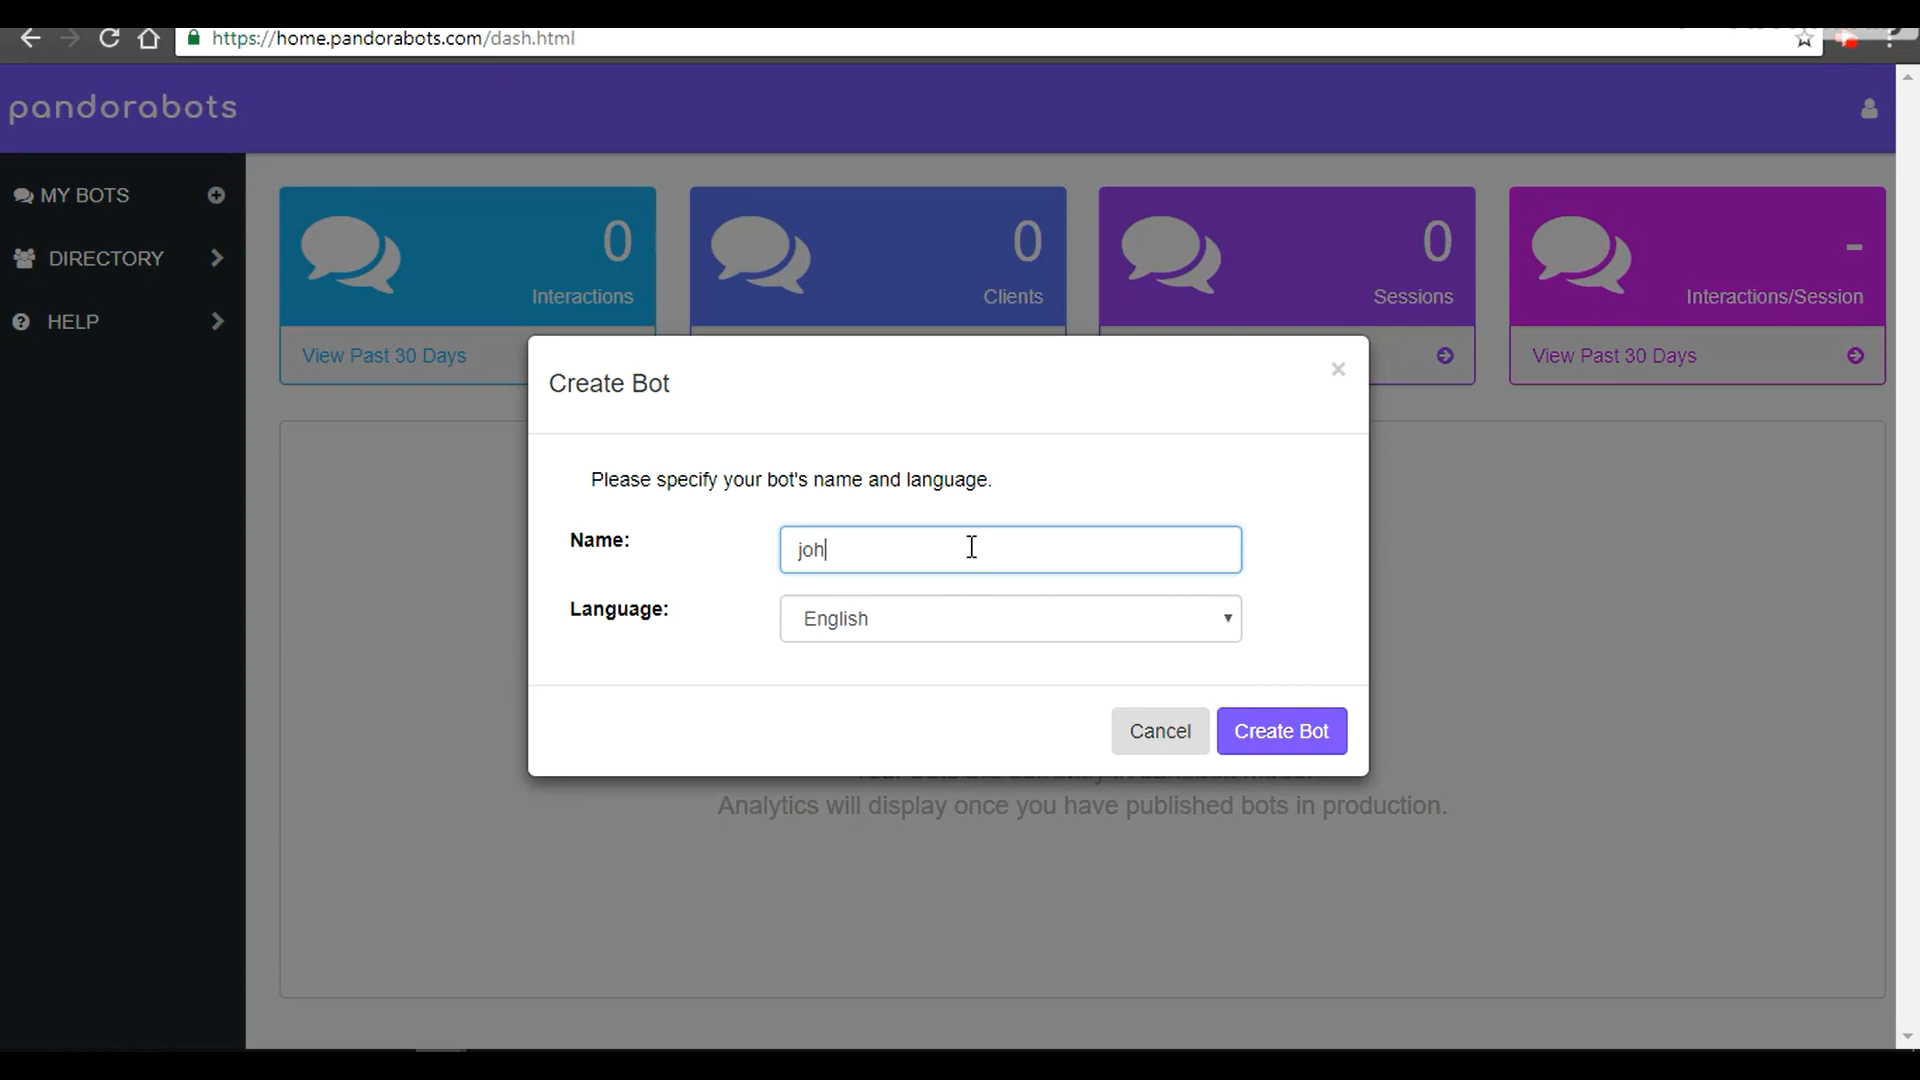 https://home.pandorabots.com/dash.html
pandorabots
MY BOTS
DIRECTORY
HELP
0
Interactions
View Past 30 Days
0
Clients
0
Sessions
-
Interactions/Session
View Past 30 Days
Create Bot
×
Please specify your bot's name and language.
Name:
joh
Language:
English
Cancel
Create Bot
Analytics will display once you have published bots in production.